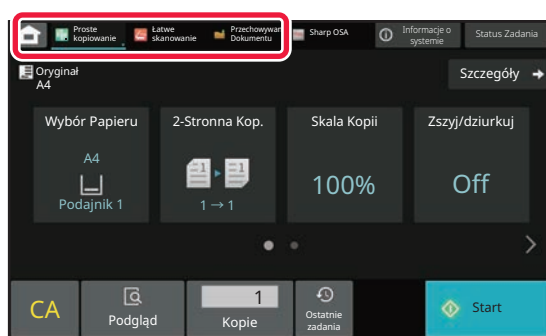 Proste
kopiowanie
Łatwe
skanowanie
Przechowywan
Dokumentu
Sharp OSA
Informacje o
systemie
Status Zadania
Oryginał
A4
Szczegóły
Wybór Papieru
A4
Podajnik 1
2-Stronna Kop.
1
1
1 → 1
Skala Kopii
100%
Zszyj/dziurkuj
Off
CA
Podgląd
1
Kopie
Ostatnie
zadania
Start